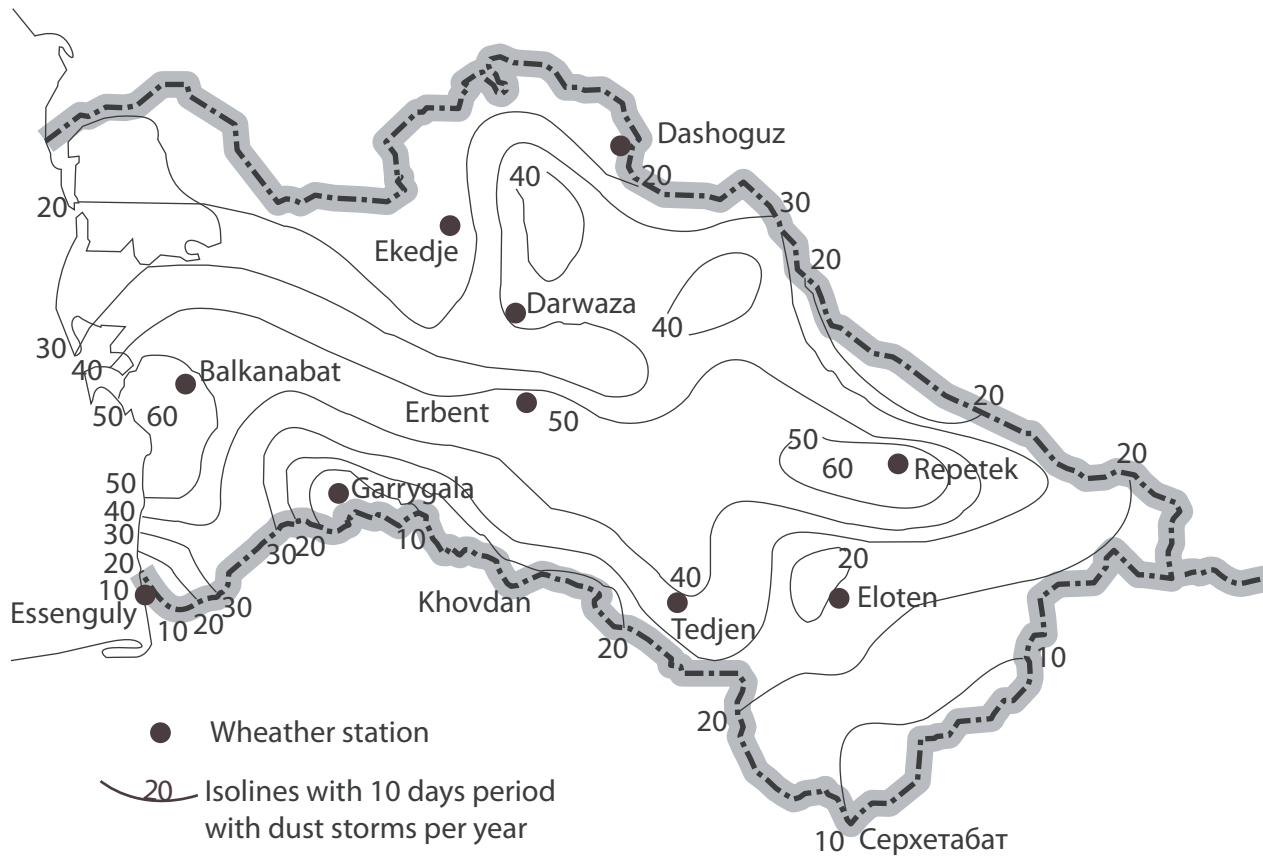 Dashoguz
20
40
30
20
Ekedje
20
Darwaza
40
30
40
Balkanabat
50
60
Erbent
50
20
50
60
Repetek
20
50
Garrygala
40
30
30
20
10
20
20
10
40
Eloten
Essenguly
10
20
30
Khovdan
Tedjen
20
10
20
Wheather station
20
Isolines with 10 days period
with dust storms per year
10
Серхетабат